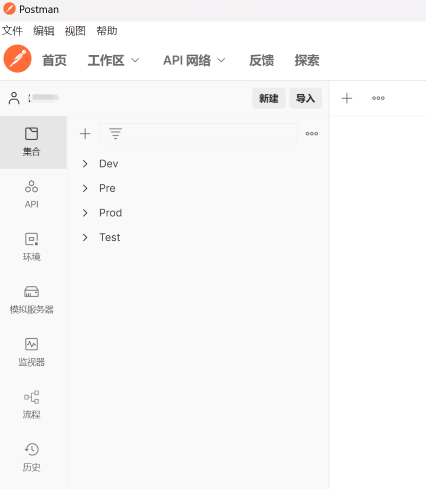 Postman
文件 编辑 视图 帮助
首页 工作区 API 网络 反馈 探索
新建 导入
集合
API
环境
模拟服务器
监视器
流程
历史
Dev
Pre
Prod
Test